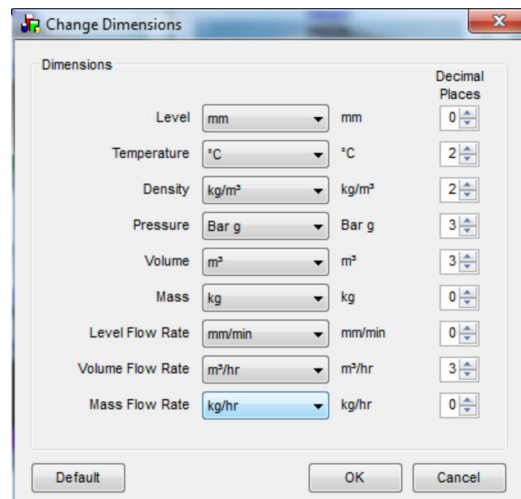 Change Dimensions
Dimensions
Decimal
Places
Level mm mm 0
Temperature °C °C 2
Density kg/m³ kg/m³ 2
Pressure Bar g Bar g 3
Volume m³ m³ 3
Mass kg kg 0
Level Flow Rate mm/min mm/min 0
Volume Flow Rate m³/hr m³/hr 3
Mass Flow Rate kg/hr kg/hr 0
Default OK Cancel